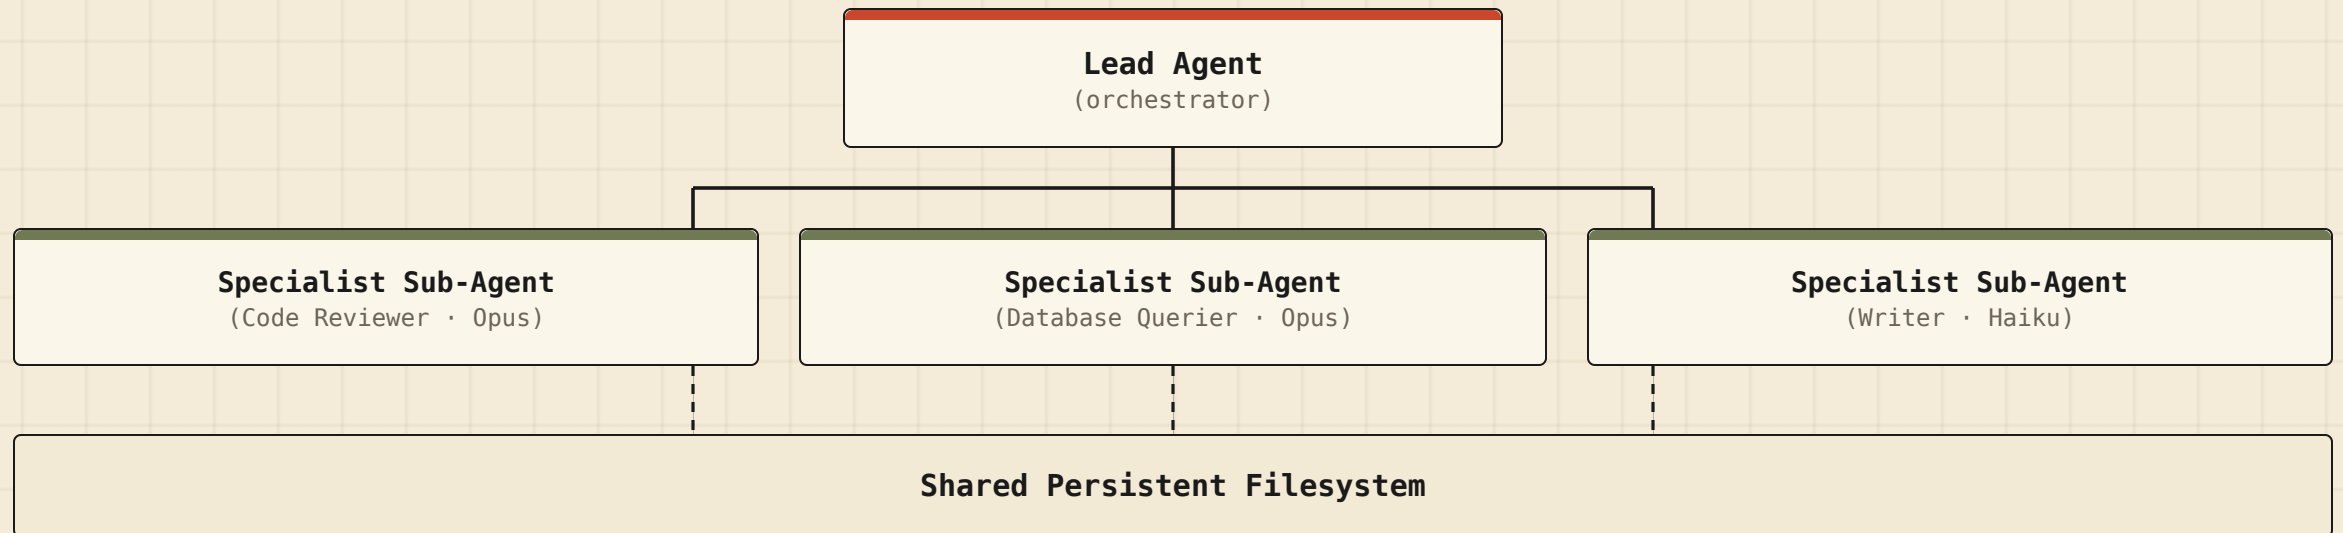 Lead Agent
(orchestrator)
Specialist Sub-Agent
(Code Reviewer · Opus)
Specialist Sub-Agent
(Database Querier · Opus)
Specialist Sub-Agent
(Writer · Haiku)
Shared Persistent Filesystem